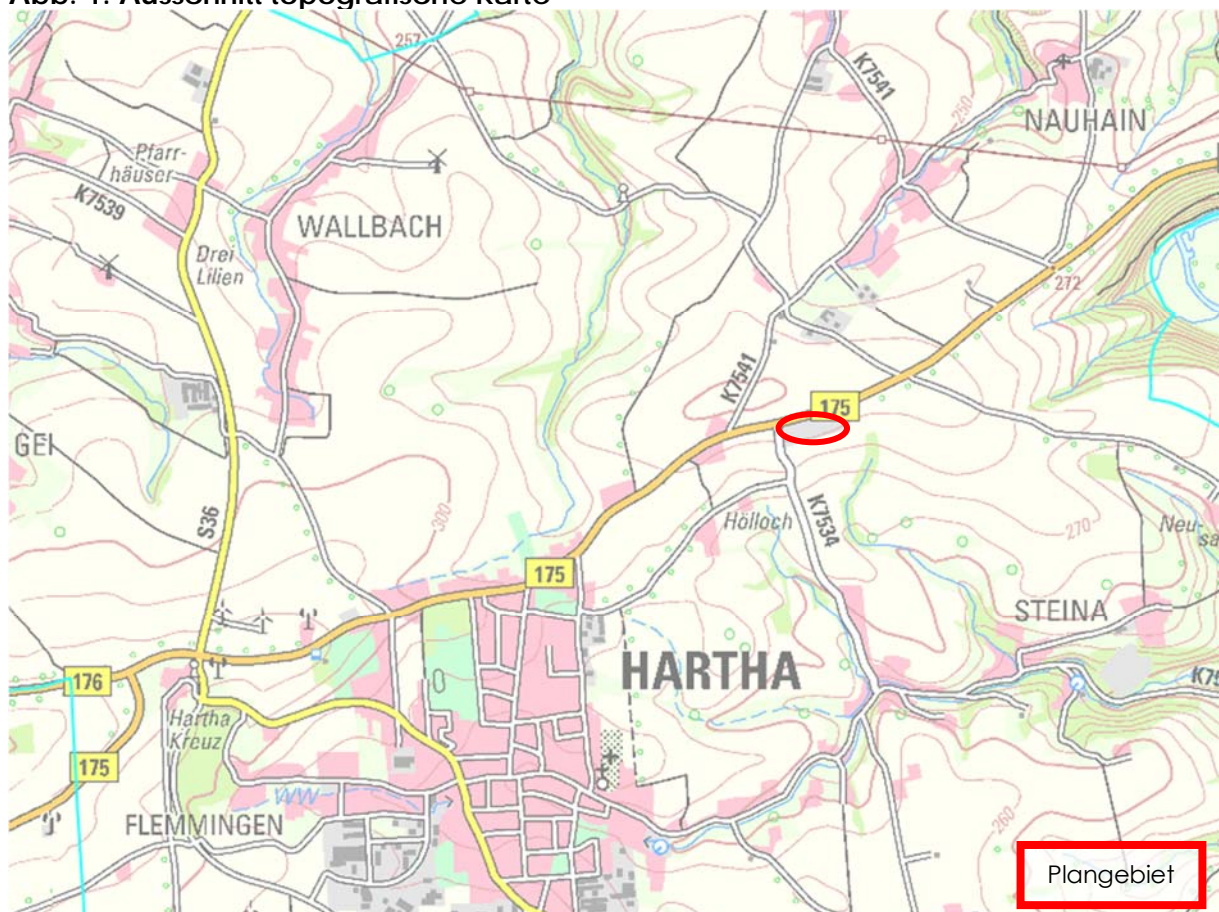 Abb. 1: Ausschnitt topografische Karte
257
K7541
250
NAUHAIN
Pfarr-
häuser
K7539
WALLBACH
Drei
Lilien
272
K7541
175
GEI
S36
300
Hölloch
K7534
270
Neu-
sa
175
STEINA
HARTHA
176
K75
Hartha
Kreuz
175
WW
FLEMMINGEN
260
Plangebiet